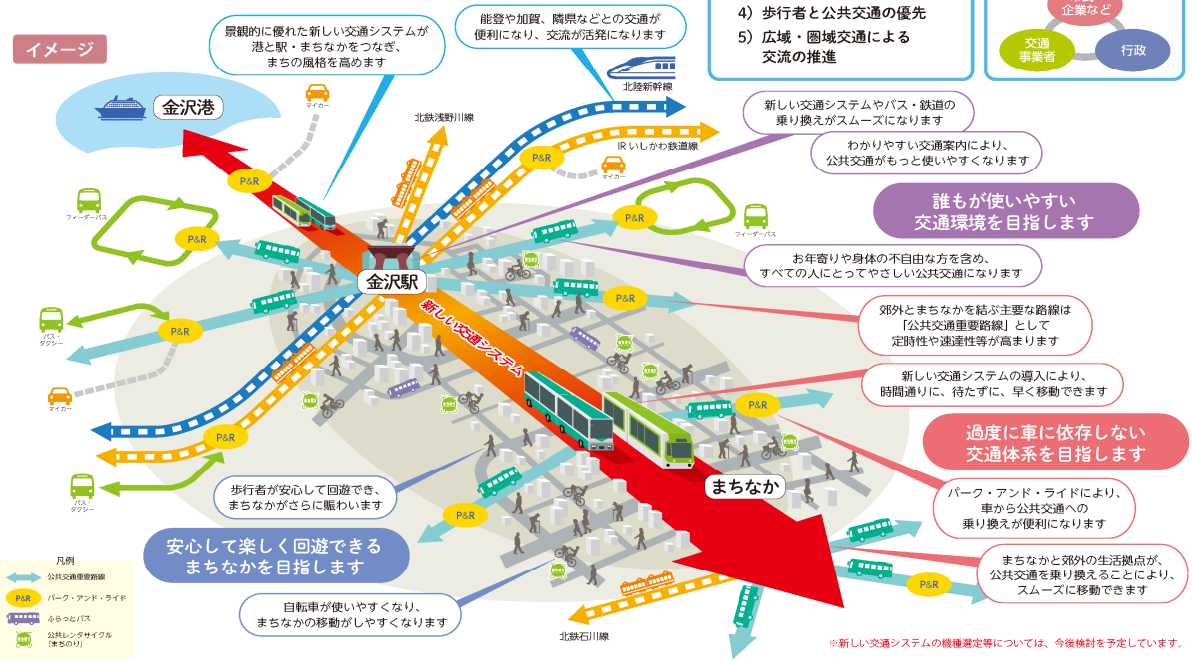 イメージ
景観的に優れた新しい交通システムが
港と駅・まちなかをつなぎ、
まちの風格を高めます
能登や加賀、隣県などとの交通が
便利になり、交流が活発になります
4）歩行者と公共交通の優先
5）広域・圏域交通による
交流の推進
企業など
交通
事業者
行政
金沢港
マイカー
北陸新幹線
北鉄浅野川線
IRいしかわ鉄道線
P&R
マイカー
新しい交通システムやバス・鉄道の
乗り換えがスムーズになります
わかりやすい交通案内により、
公共交通がもっと使いやすくなります
P&R
フィーダーバス
P&R
P&R
フィーダーバス
誰もが使いやすい
交通環境を目指します
お年寄りや身体の不自由な方を含め、
すべての人にとってやさしい公共交通になります
金沢駅
P&R
新しい交通システム
郊外とまちなかを結ぶ主要な路線は
「公共交通重要路線」として
定時性や速達性等が高まります
バス・
タクシー
P&R
マイカー
新しい交通システムの導入により、
時間通りに、待たずに、早く移動できます
P&R
過度に車に依存しない
交通体系を目指します
P&R
バス・
タクシー
まちなか
歩行者が安心して回遊でき、
まちなかがさらに賑わいます
P&R
パーク・アンド・ライドにより、
車から公共交通への
乗り換えが便利になります
安心して楽しく回遊できる
まちなかを目指します
まちなかと郊外の生活拠点が、
公共交通を乗り換えることにより、
スムーズに移動できます
P&R
自転車が使いやすくなり、
まちなかの移動がしやすくなります
北鉄石川線
凡例
公共交通重要路線
P&R
パーク・アンド・ライド
ふらっとバス
公共レンタサイクル
「まちのり」
※新しい交通システムの機種選定等については、今後検討を予定しています。